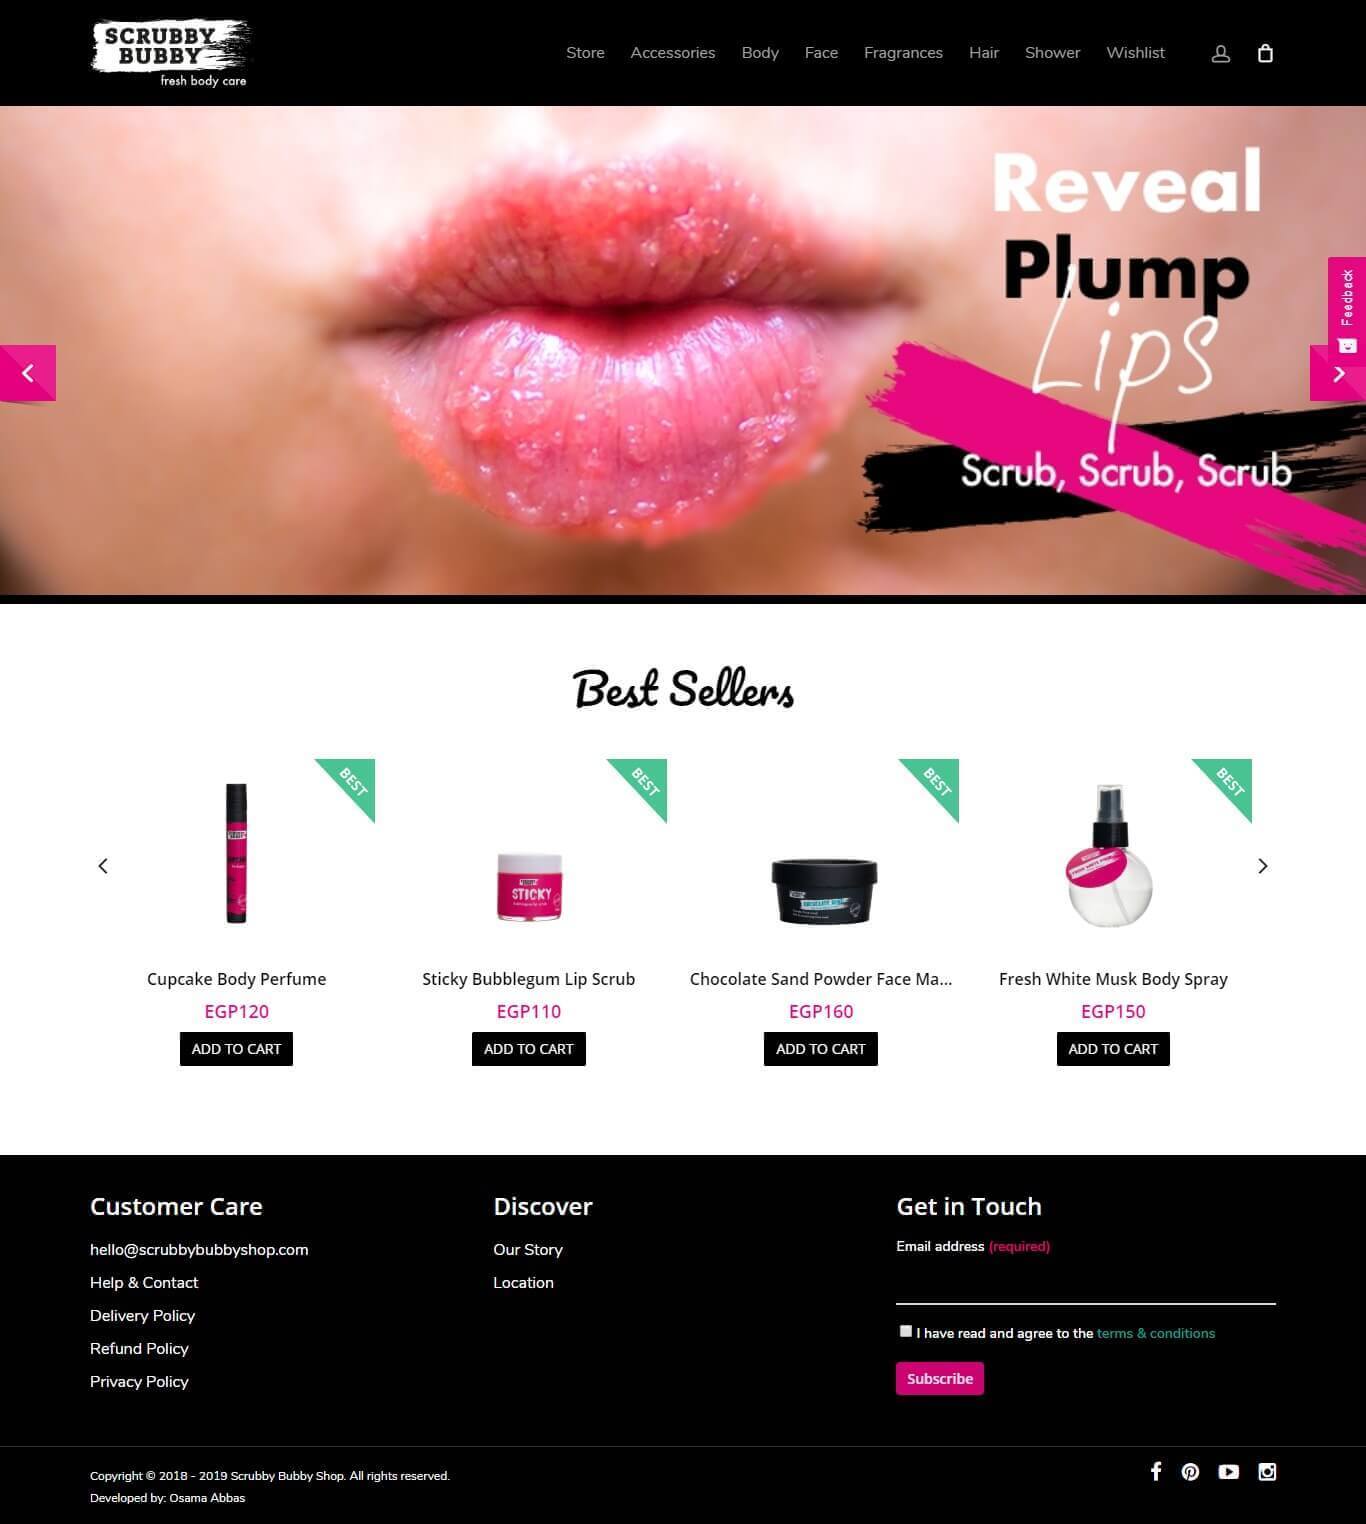 SCRUBBY
BUBBY
fresh body care
Store Accessories Body Face Fragrances Hair Shower Wishlist
Reveal
Plump
Lips
Scrub, Scrub, Scrub
Feedback
Best Sellers
BEST BEST BEST BEST
STICKY
Cupcake Body Perfume
EGP120
ADD TO CART
Sticky Bubblegum Lip Scrub
EGP110
ADD TO CART
Chocolate Sand Powder Face Ma...
EGP160
ADD TO CART
Fresh White Musk Body Spray
EGP150
ADD TO CART
Customer Care
hello@scrubbybubbyshop.com
Help & Contact
Delivery Policy
Refund Policy
Privacy Policy
Discover
Our Story
Location
Get in Touch
Email address (required)
I have read and agree to the terms & conditions
Subscribe
Copyright © 2018 - 2019 Scrubby Bubby Shop. All rights reserved.
Developed by: Osama Abbas